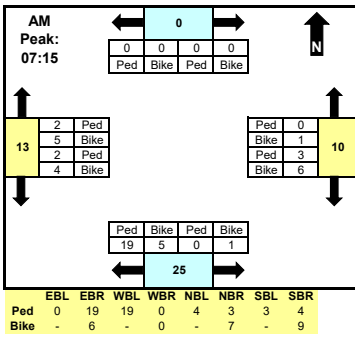 AM
Peak:
07:15
0
N
0 0 0 0
Ped Bike Ped Bike
13
2 Ped
5 Bike
2 Ped
4 Bike
Ped 0
Bike 1
Ped 3
Bike 6
10
Ped Bike Ped Bike
19 5 0 1
25
EBL EBR WBL WBR NBL NBR SBL SBR
Ped 0 19 19 0 4 3 3 4
Bike - 6 - 0 - 7 - 9